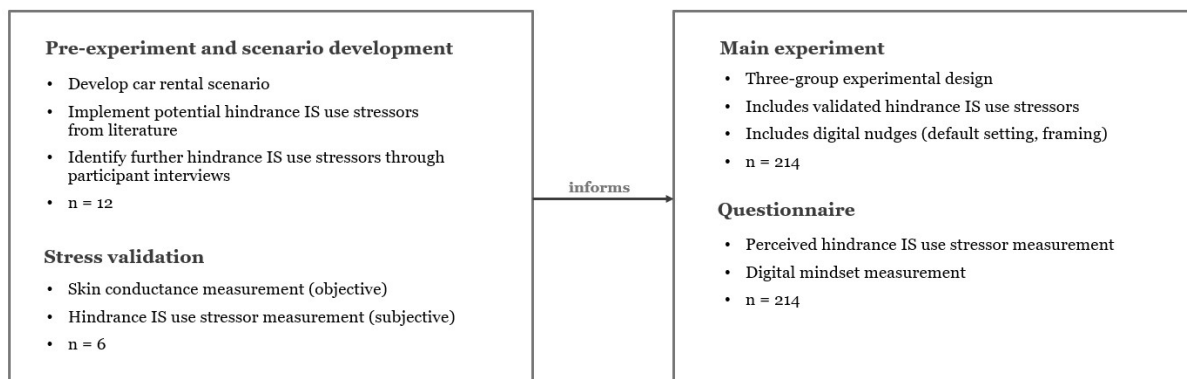 Pre-experiment and scenario development
• Develop car rental scenario
• Implement potential hindrance IS use stressors
from literature
• Identify further hindrance IS use stressors through
participant interviews
• n = 12
Stress validation
• Skin conductance measurement (objective)
• Hindrance IS use stressor measurement (subjective)
• n = 6
informs
Main experiment
• Three-group experimental design
• Includes validated hindrance IS use stressors
• Includes digital nudges (default setting, framing)
• n = 214
Questionnaire
• Perceived hindrance IS use stressor measurement
• Digital mindset measurement
• n = 214